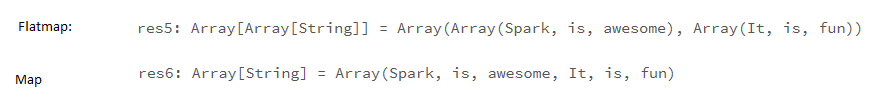 Flatmap: res5: Array[Array[String]] = Array(Array(Spark, is, awesome), Array(It, is, fun))
Map res6: Array[String] = Array(Spark, is, awesome, It, is, fun)